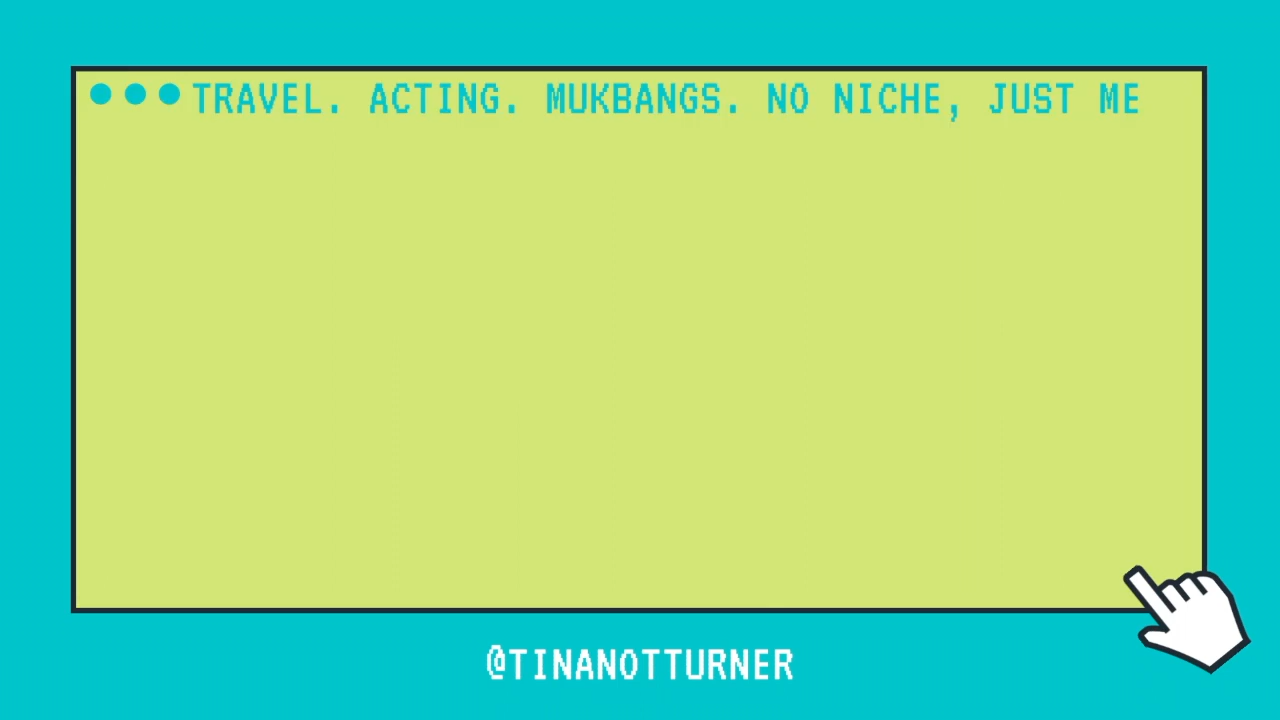 TRAVEL. ACTING. MUKBANGS. NO NICHE, JUST ME
@TINANOTTURNER